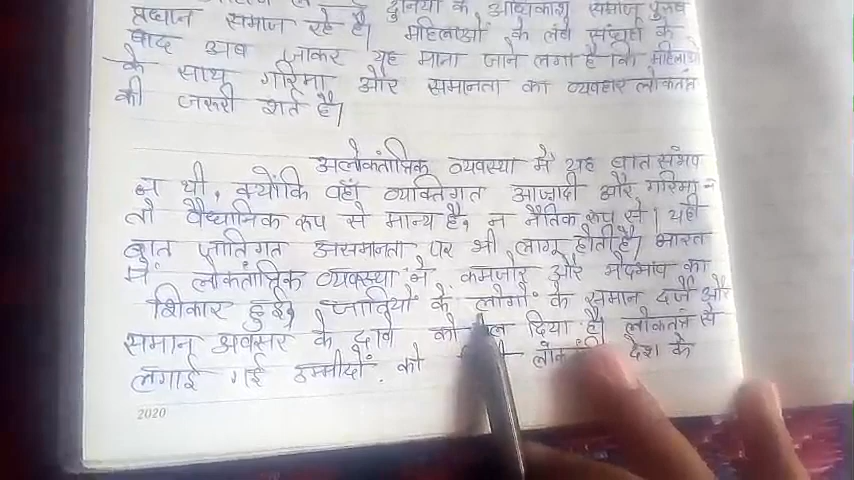 दुनिया के अधिकांश समाज पुरुष
प्रधान समाज रहे हैं। महिलाओं के लंबे संघर्ष के
बाद अब जाकर यह माना जाने लगा है कि महिलाओं
के साथ गरिमा और समानता का व्यवहार लोकतंत्र
की जरूरी शर्त है।
अलोकतांत्रिक व्यवस्था में यह बात संभव
न थी, क्योंकि वहाँ व्यक्तिगत आज़ादी और गरिमा न
तो वैधानिक रूप से मान्य है, न नैतिक रूप से। यही
बात जातिगत असमानता पर भी लागू होती है। भारत
में लोकतांत्रिक व्यवस्था ने कमजोर और भेदभाव का
शिकार हुई जातियों के लोगों के समान दर्जे और
समान अवसर के दावे को दिया है। लोकतंत्र से
लगाई गई उम्मीदों को देश के
2020